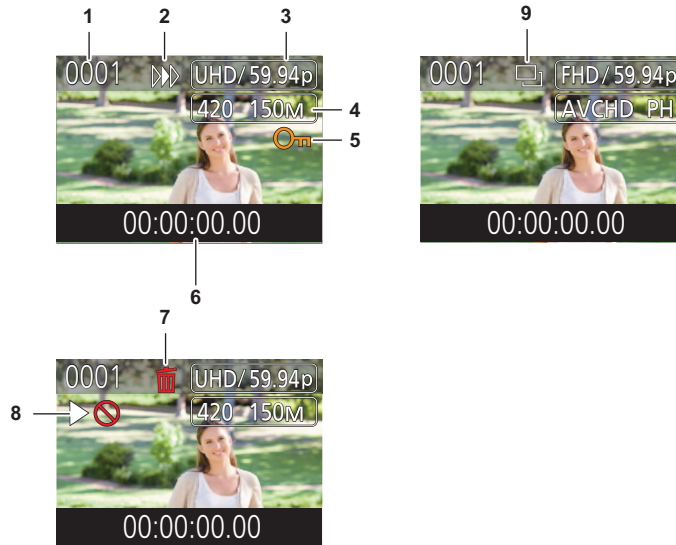 1 2 3
0001 UHD/59.94p
420 150M 4
5
00:00:00.00
6
9
0001 FHD/59.94p
AVCHD PH
00:00:00.00
7
0001 UHD/59.94p
8 420 150M
00:00:00.00